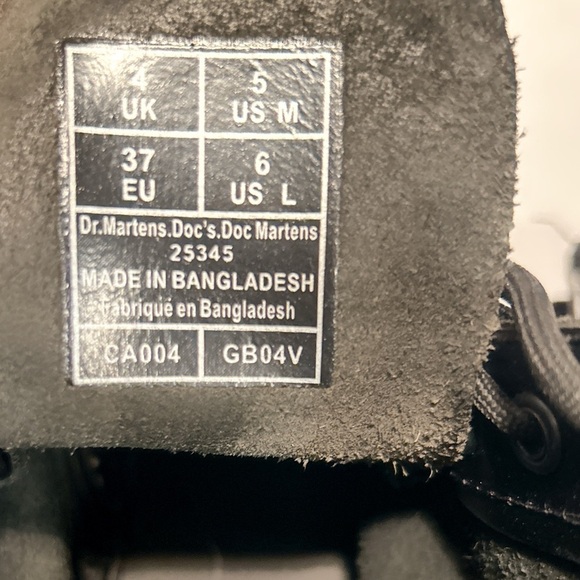 4 5
UK US M
37 6
EU US L
Dr.Martens.Doc's.Doc Martens
25345
MADE IN BANGLADESH
Fabriqué en Bangladesh
CA004 GB04V